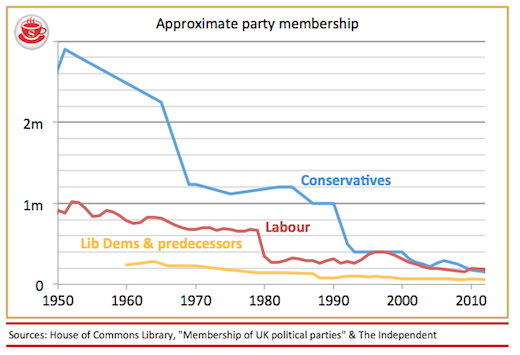 Approximate party membership
2m
Conservatives
1m
Labour
Lib Dems & predecessors
0
1950 1960 1970 1980 1990 2000 2010
Sources: House of Commons Library, "Membership of UK political parties" & The Independent